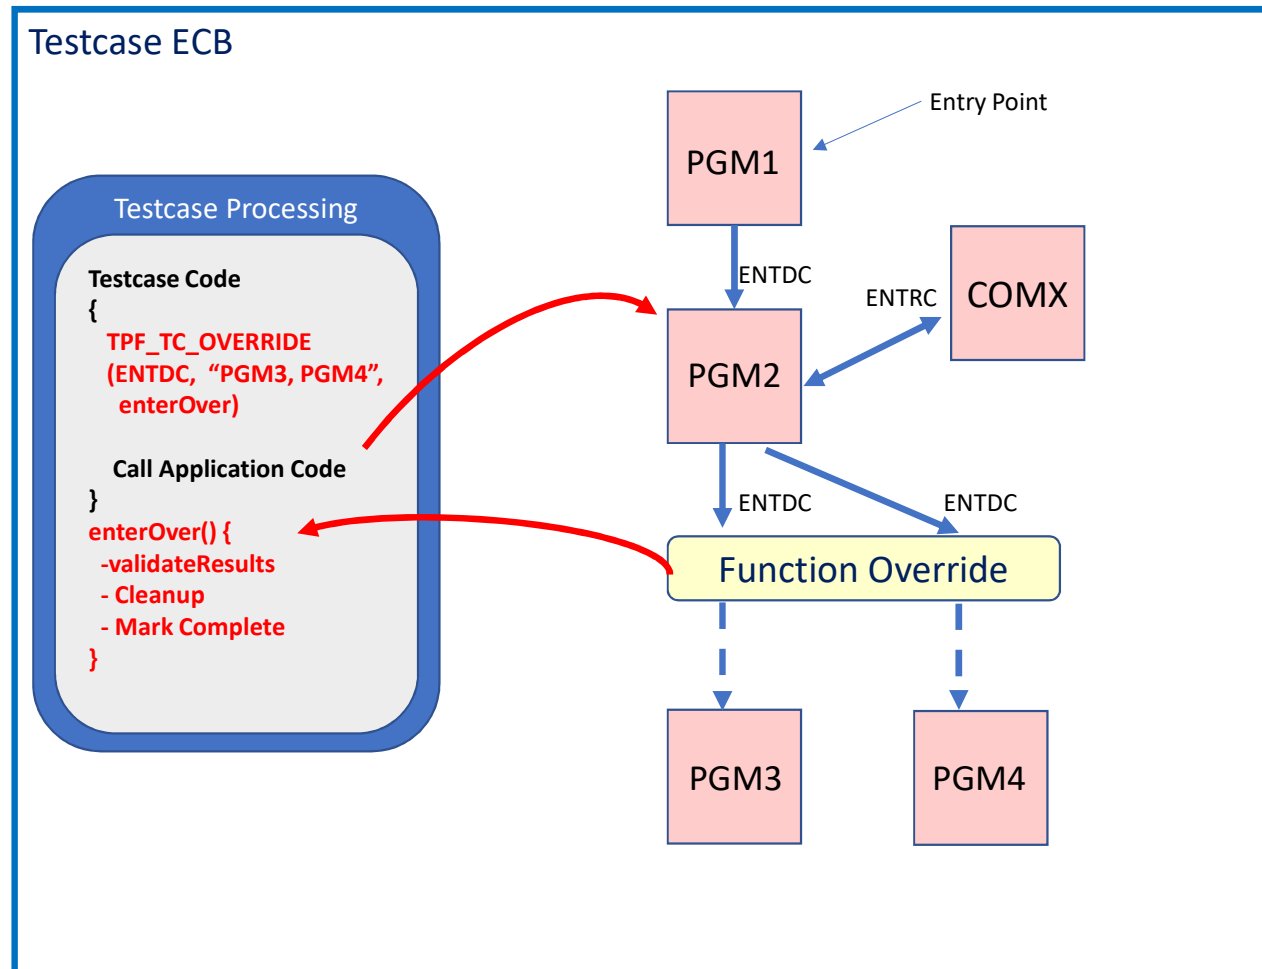 Testcase ECB
Testcase Processing
Testcase Code
{
TPF_TC_OVERRIDE
(ENTDC, “PGM3, PGM4”,
enterOver)
Call Application Code
}
enterOver() {
-validateResults
- Cleanup
- Mark Complete
}
Entry Point
PGM1
ENTDC
ENTRC
COMX
PGM2
ENTDC
ENTDC
Function Override
PGM3
PGM4